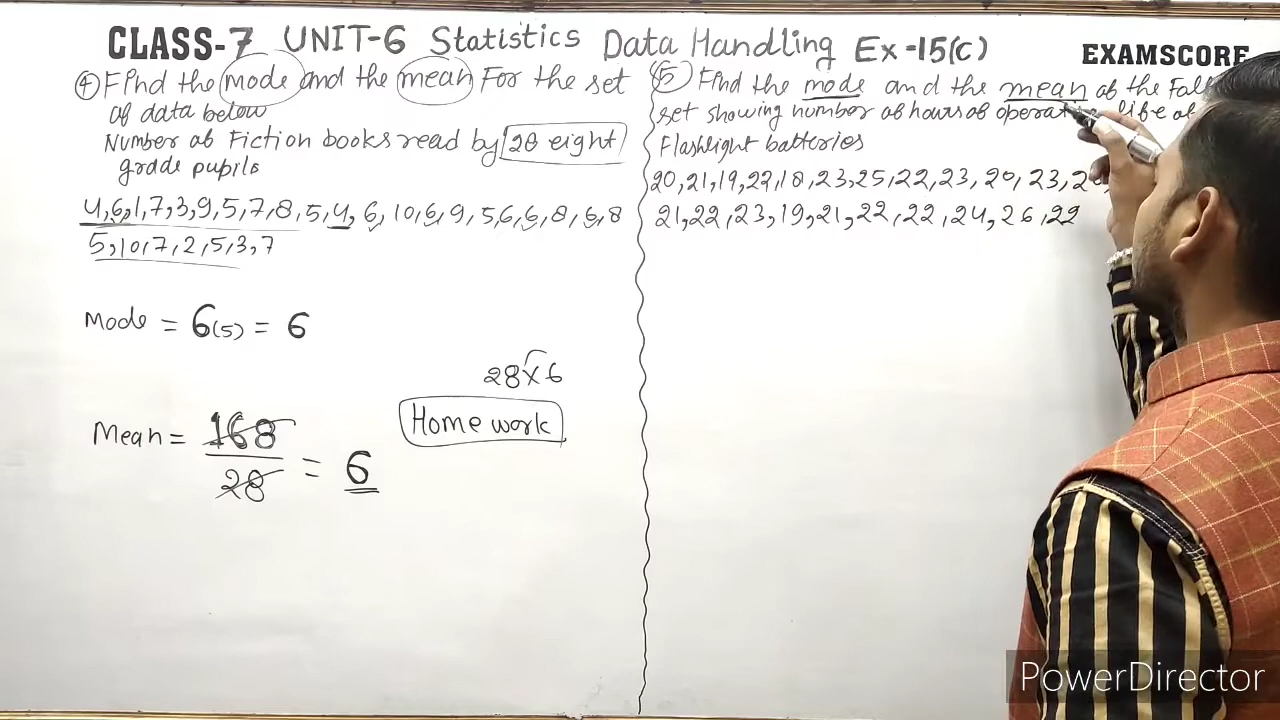 CLASS-7 UNIT-6 Statistics Data Handling Ex-15(c)
EXAMSCORE
④ Find the mode and the mean For the set
of data below
Number of Fiction books read by 28 eight
grade pupils
4,6,1,7,3,9,5,7,8,5,4,6,10,6,9,5,6,6,8,6,8
5,10,7,2,5,3,7
Mode = 6(5) = 6
Mean = 168/28 = 6
28×6
Home work
⑤ Find the mode and the mean of the
set showing number of hours of life of
Flashlight batteries
20,21,19,22,18,23,25,22,23,20,23
21,22,23,19,21,22,22,24,26,22
PowerDirector